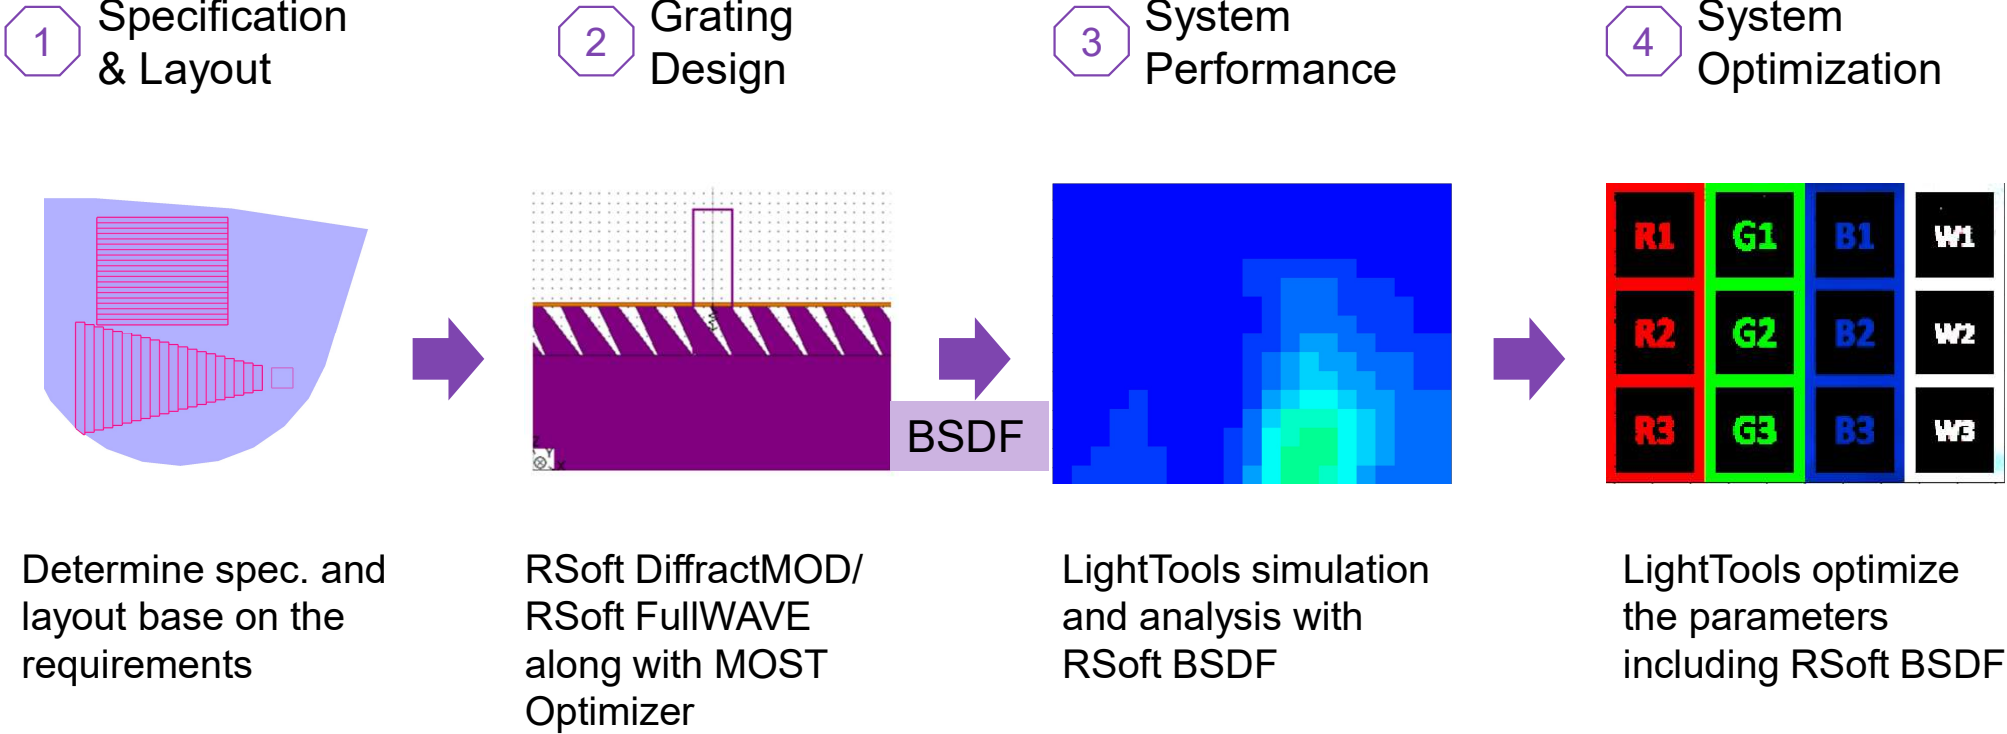 1
Specification
& Layout
2
Grating
Design
3
System
Performance
4
System
Optimization
R1 G1 B1 W1
R2 G2 B2 W2
R3 G3 B3 W3
Z
Y
X
BSDF
Determine spec. and
layout base on the
requirements
RSoft DiffractMOD/
RSoft FullWAVE
along with MOST
Optimizer
LightTools simulation
and analysis with
RSoft BSDF
LightTools optimize
the parameters
including RSoft BSDF